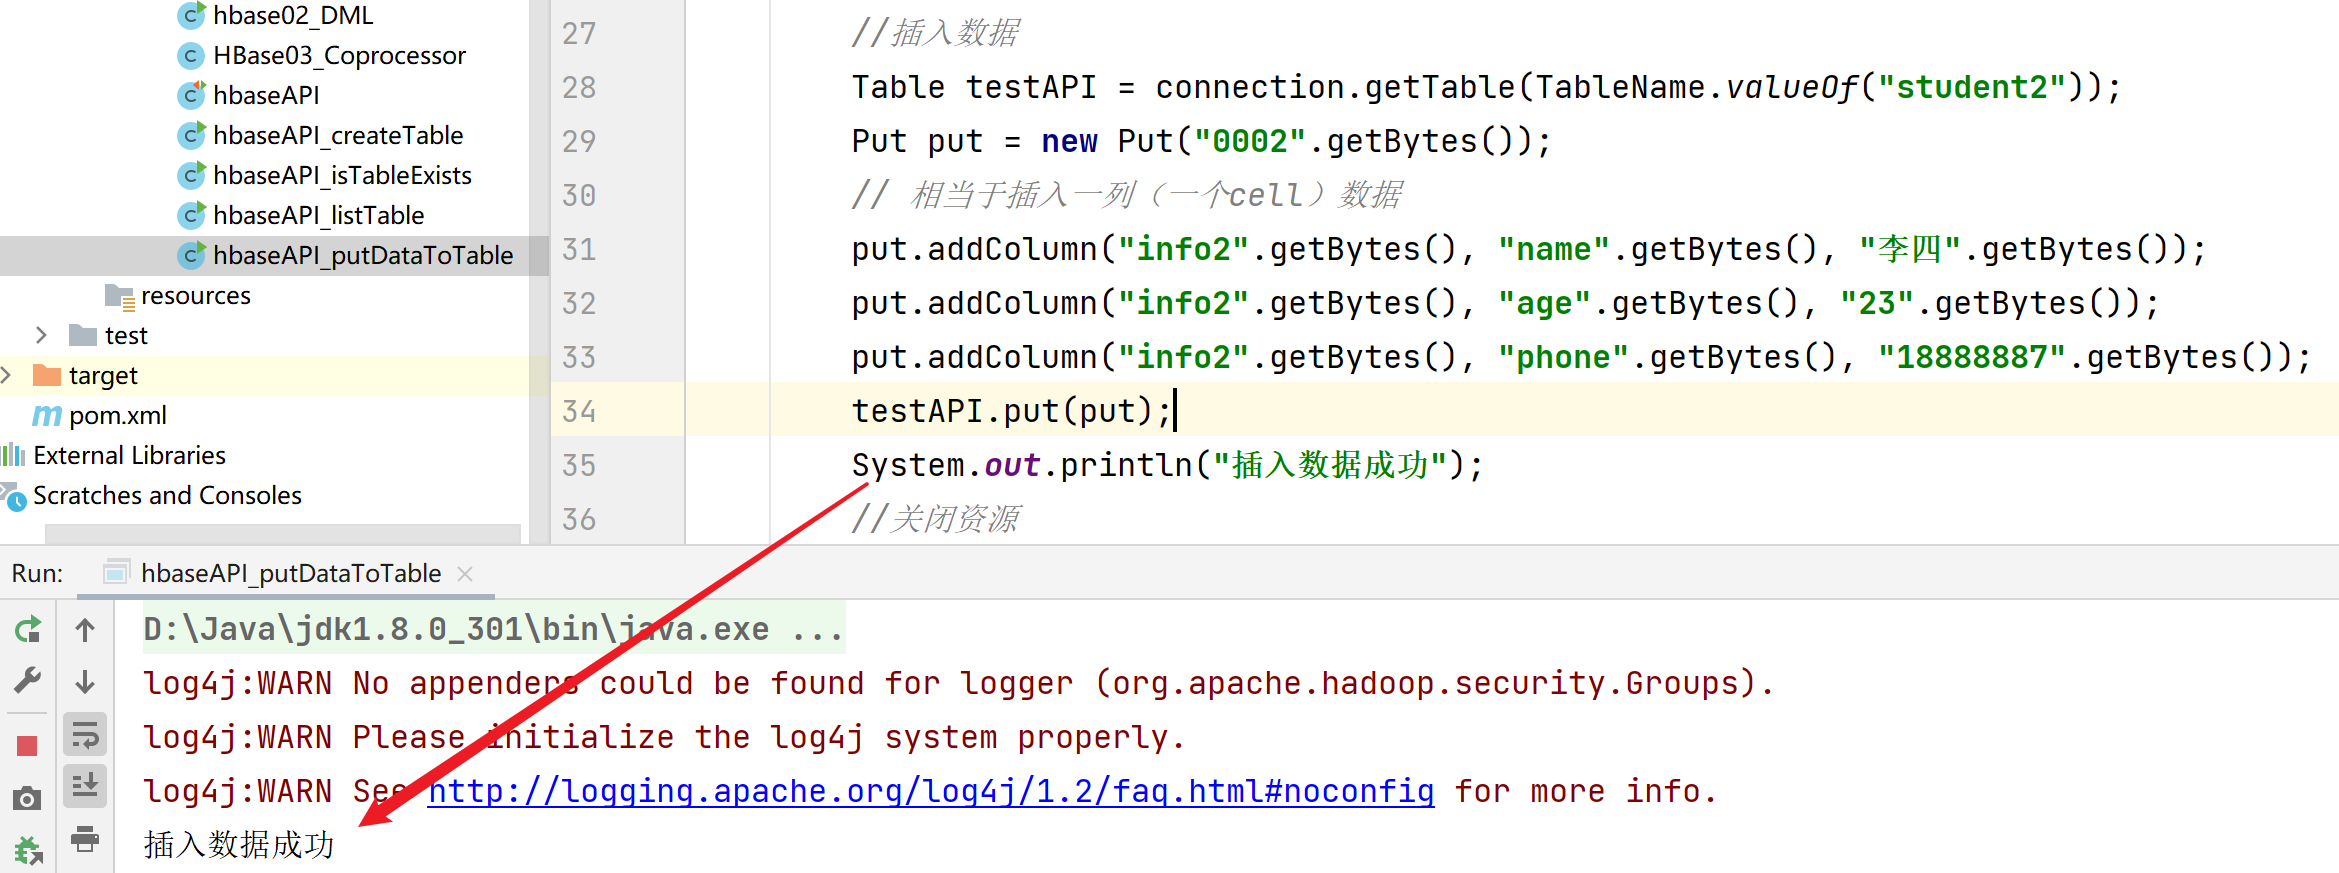 hbase02_DML
HBase03_Coprocessor
hbaseAPI
hbaseAPI_createTable
hbaseAPI_isTableExists
hbaseAPI_listTable
hbaseAPI_putDataToTable
resources
test
target
pom.xml
External Libraries
Scratches and Consoles
27 //插入数据
28 Table testAPI = connection.getTable(TableName.valueOf("student2"));
29 Put put = new Put("0002".getBytes());
30 // 相当于插入一列（一个cell）数据
31 put.addColumn("info2".getBytes(), "name".getBytes(), "李四".getBytes());
32 put.addColumn("info2".getBytes(), "age".getBytes(), "23".getBytes());
33 put.addColumn("info2".getBytes(), "phone".getBytes(), "18888887".getBytes());
34 testAPI.put(put);
35 System.out.println("插入数据成功");
36 //关闭资源
Run: hbaseAPI_putDataToTable
D:\Java\jdk1.8.0_301\bin\java.exe ...
log4j:WARN No appenders could be found for logger (org.apache.hadoop.security.Groups).
log4j:WARN Please initialize the log4j system properly.
log4j:WARN See http://logging.apache.org/log4j/1.2/faq.html#noconfig for more info.
插入数据成功